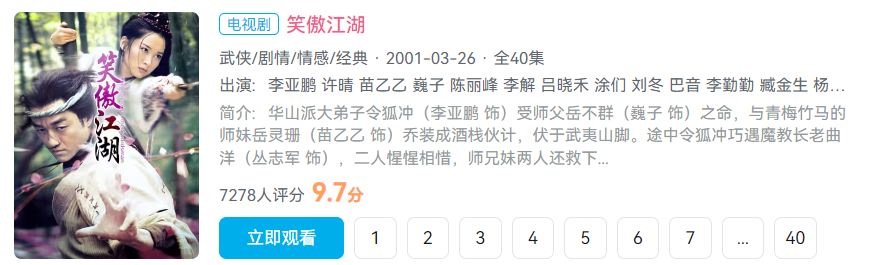 笑傲江湖
电视剧 笑傲江湖
武侠/剧情/情感/经典 · 2001-03-26 · 全40集
出演: 李亚鹏 许晴 苗乙乙 巍子 陈丽峰 李解 吕晓禾 涂们 刘冬 巴音 李勤勤 臧金生 杨...
简介: 华山派大弟子令狐冲（李亚鹏 饰）受师父岳不群（巍子 饰）之命，与青梅竹马的
师妹岳灵珊（苗乙乙 饰）乔装成酒栈伙计，伏于武夷山脚。途中令狐冲巧遇魔教长老曲
洋（丛志军 饰），二人惺惺相惜，师兄妹两人还救下...
7278人评分 9.7分
立即观看 1 2 3 4 5 6 7 ... 40